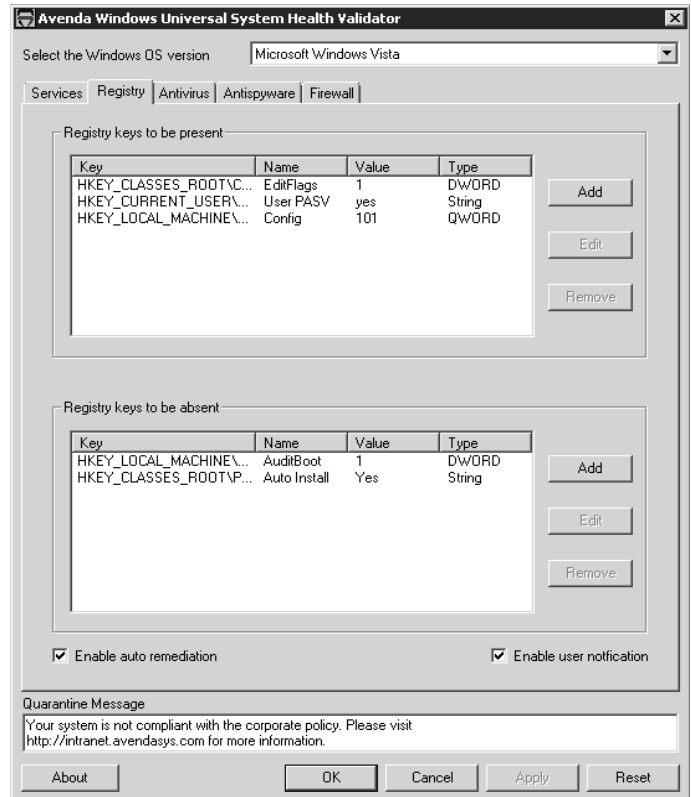 Avenda Windows Universal System Health Validator
Select the Windows OS version Microsoft Windows Vista
Services Registry Antivirus Antispyware Firewall
Registry keys to be present
Key Name Value Type
HKEY_CLASSES_ROOT\C... EditFlags 1 DWORD
HKEY_CURRENT_USER\... User PASV yes String
HKEY_LOCAL_MACHINE\... Config 101 QWORD
Add
Edit
Remove
Registry keys to be absent
Key Name Value Type
HKEY_LOCAL_MACHINE\... AuditBoot 1 DWORD
HKEY_CLASSES_ROOT\P... Auto Install Yes String
Add
Edit
Remove
Enable auto remediation Enable user notfication
Quarantine Message
Your system is not compliant with the corporate policy. Please visit
http://intranet.avendasys.com for more information.
About OK Cancel Apply Reset